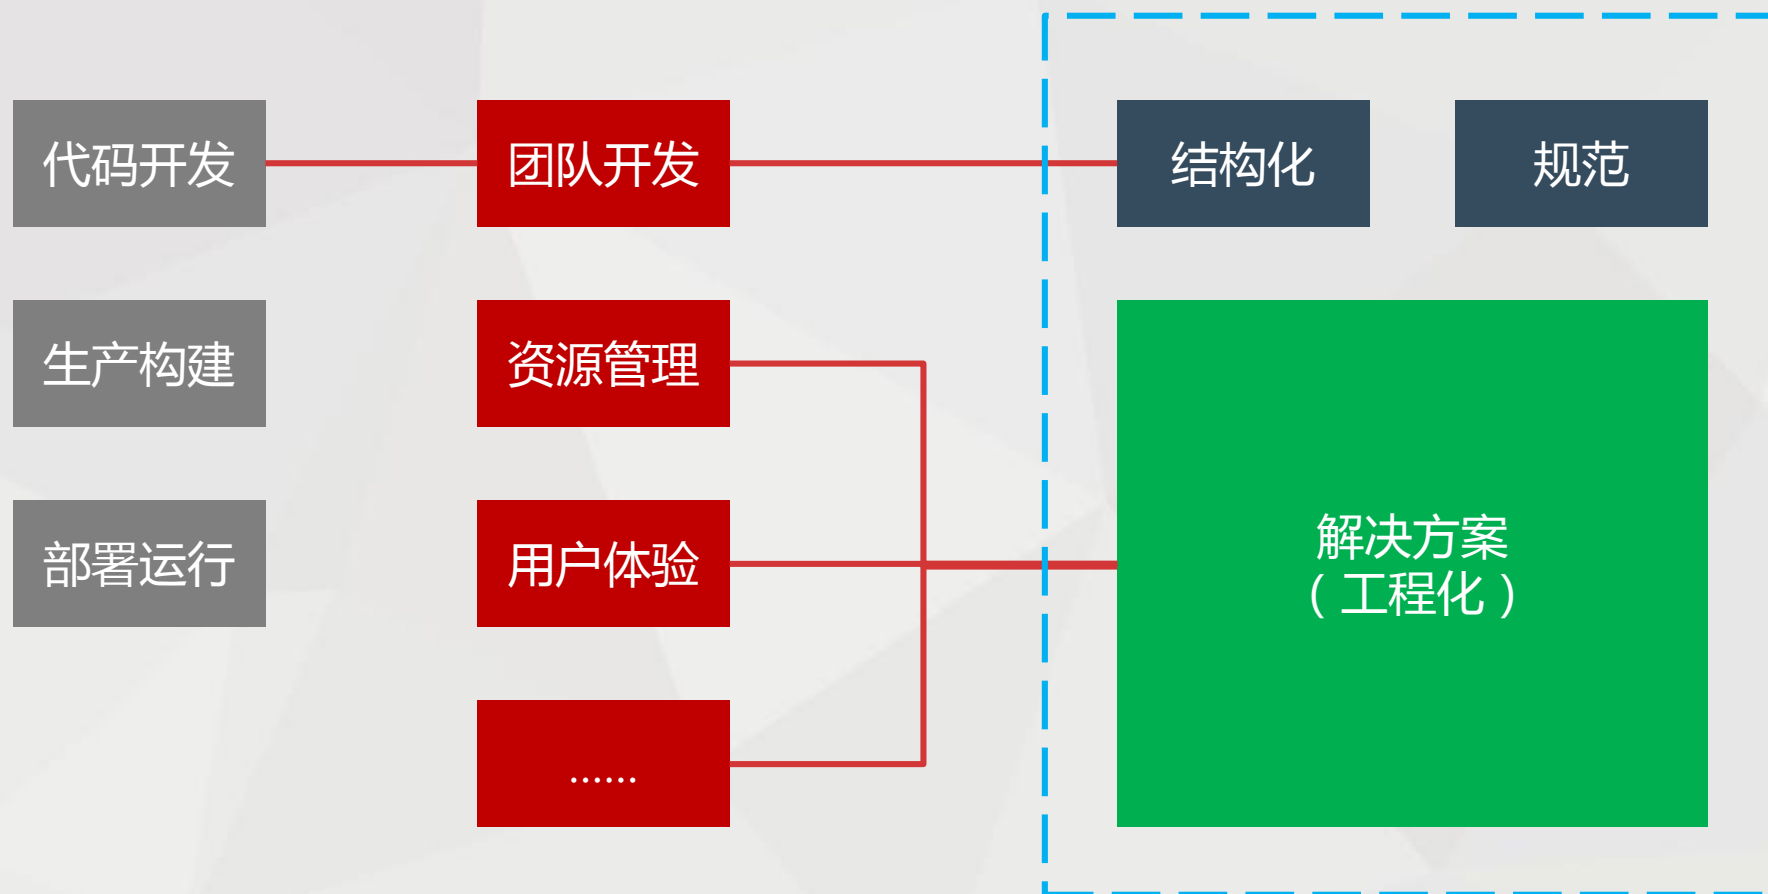 代码开发
团队开发
结构化
规范
生产构建
资源管理
部署运行
用户体验
解决方案
（工程化）
......